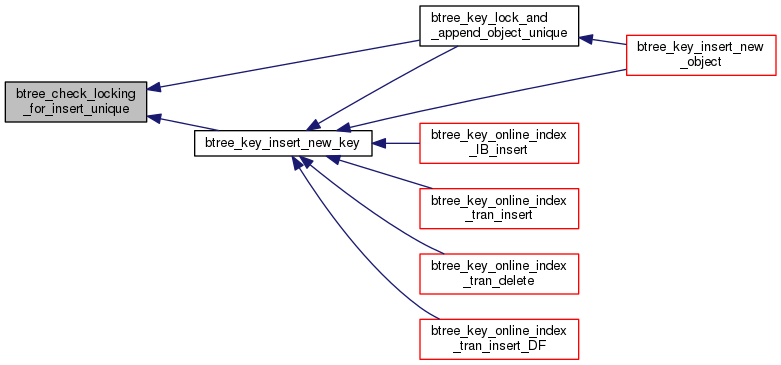 btree_key_lock_and
_append_object_unique
btree_key_insert_new
_object
btree_check_locking
_for_insert_unique
btree_key_insert_new_key
btree_key_online_index
_IB_insert
btree_key_online_index
_tran_insert
btree_key_online_index
_tran_delete
btree_key_online_index
_tran_insert_DF